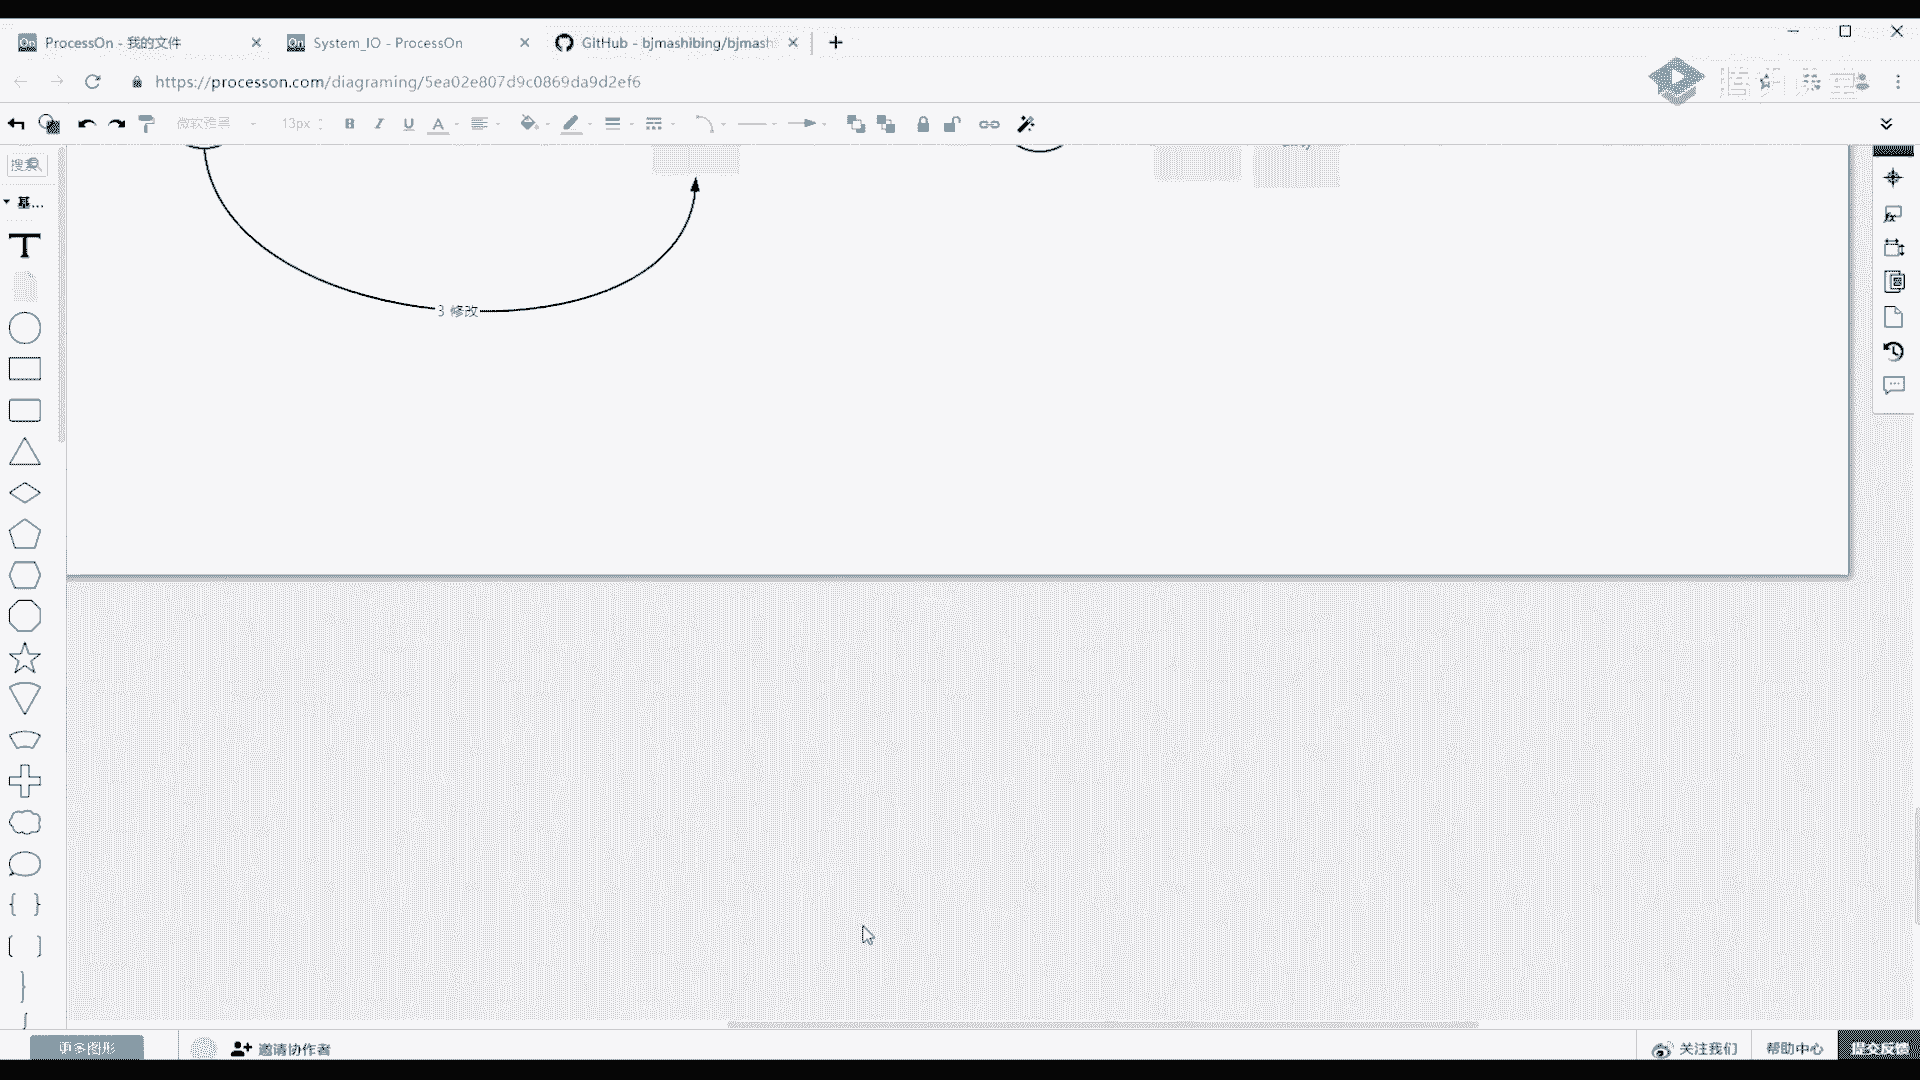 ProcessOn - 我的文件
System_IO - ProcessOn
GitHub - bjmashibing/bjmash
https://processon.com/diagraming/5ea02e807d9c0869da9d2ef6
微软雅黑
13px
B I U A
搜索
基...
T
3 修改
更多图形
邀请协作者
关注我们
帮助中心
提交反馈